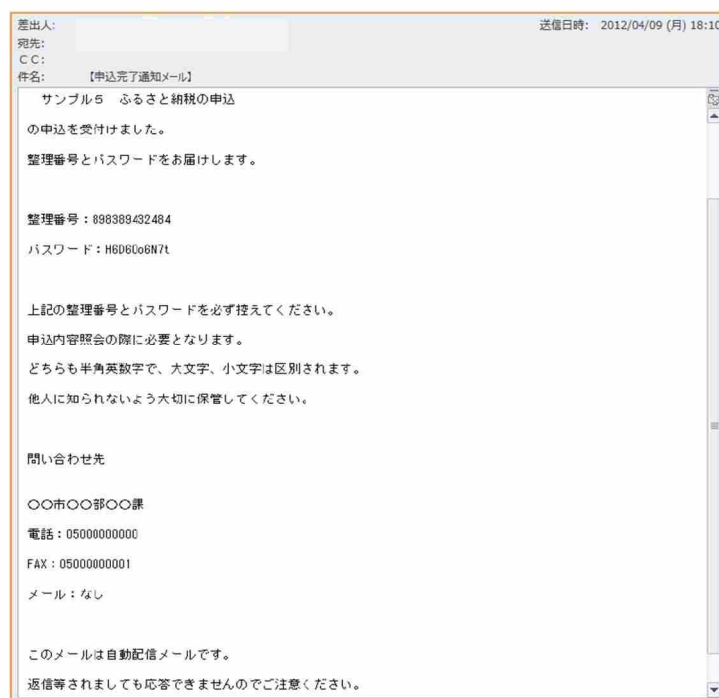 差出人:
送信日時: 2012/04/09 (月) 18:10
宛先:
CC:
件名: 【申込完了通知メール】
サンプル5 ふるさと納税の申込
の申込を受付けました。
整理番号とパスワードをお届けします。
整理番号：898389432484
パスワード：H6D6Oo6N7t
上記の整理番号とパスワードを必ず控えてください。
申込内容照会の際に必要となります。
どちらも半角英数字で、大文字、小文字は区別されます。
他人に知られないよう大切に保管してください。
問い合わせ先
〇〇市〇〇部〇〇課
電話：05000000000
FAX：05000000001
メール：なし
このメールは自動配信メールです。
返信等されましても応答できませんのでご注意ください。